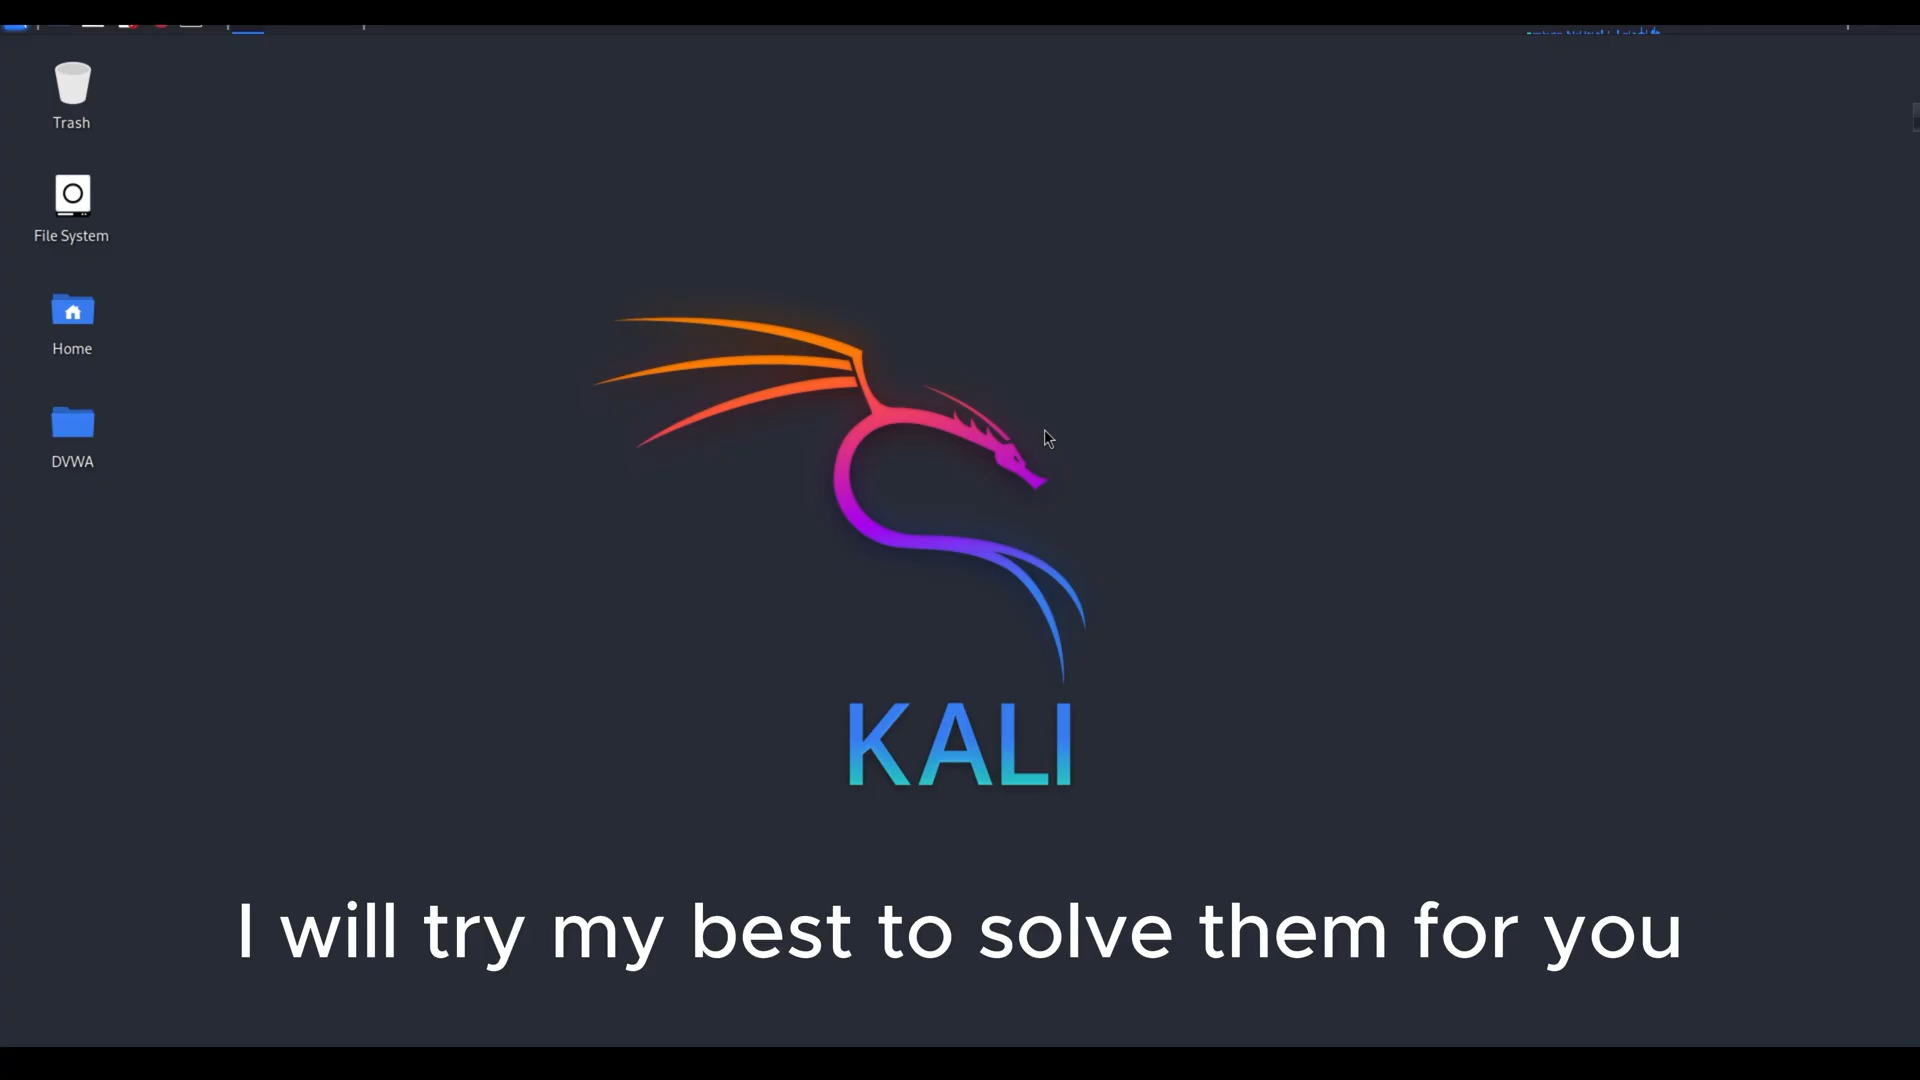 Trash
File System
Home
DVWA
KALI
I will try my best to solve them for you